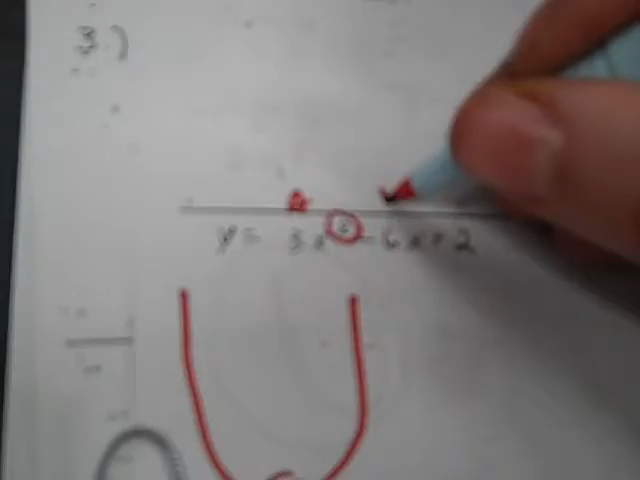 3)
a
y = 3x² - 6x + 2